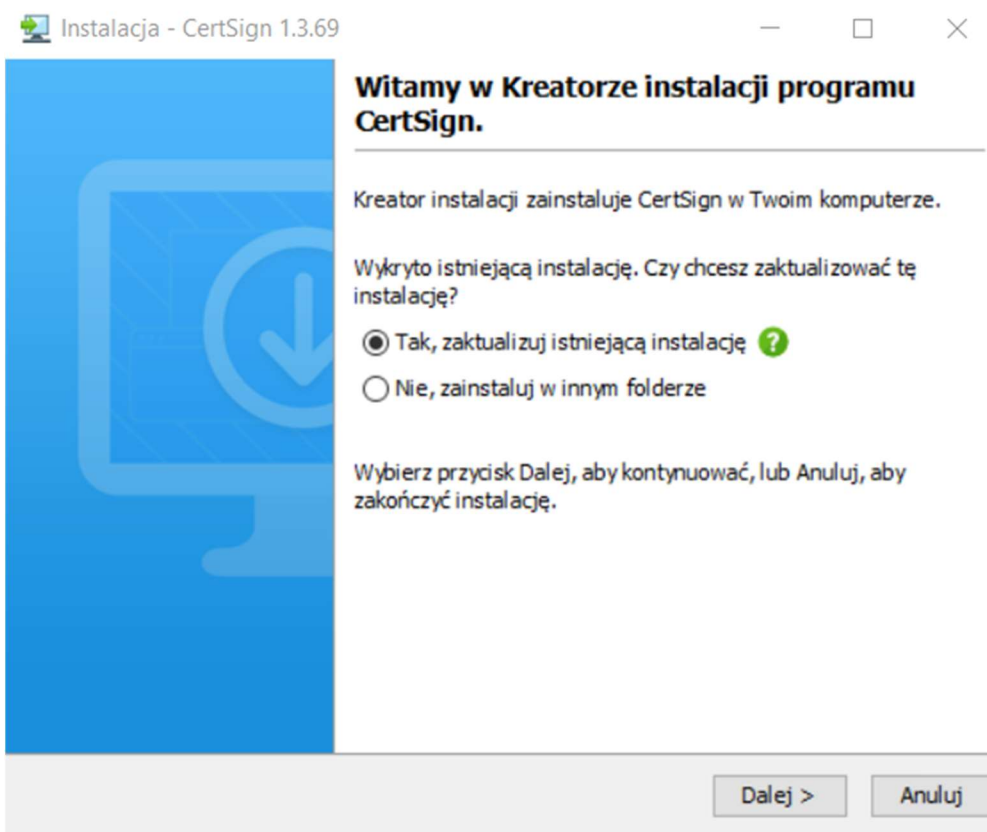 Instalacja - CertSign 1.3.69
Witamy w Kreatorze instalacji programu
CertSign.
Kreator instalacji zainstaluje CertSign w Twoim komputerze.
Wykryto istniejącą instalację. Czy chcesz zaktualizować tę
instalację?
Tak, zaktualizuj istniejącą instalację ?
Nie, zainstaluj w innym folderze
Wybierz przycisk Dalej, aby kontynuować, lub Anuluj, aby
zakończyć instalację.
Dalej > Anuluj